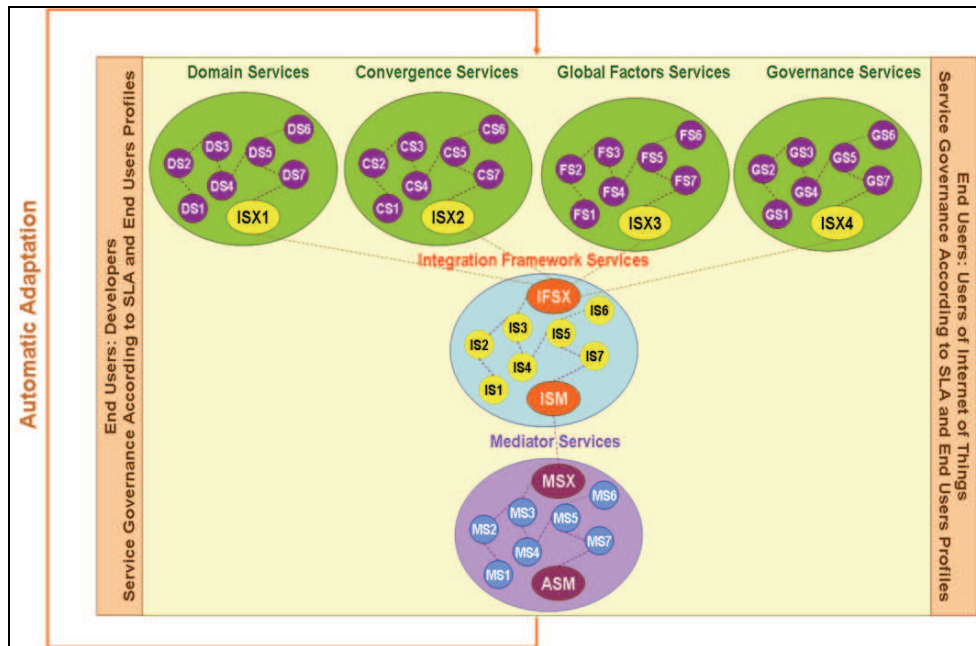 Automatic Adaptation
End Users: Developers
Service Governance According to SLA and End Users Profiles
Domain Services
Convergence Services
Global Factors Services
Governance Services
DS1
DS2
DS3
DS4
DS5
DS6
DS7
ISX1
CS1
CS2
CS3
CS4
CS5
CS6
CS7
ISX2
FS1
FS2
FS3
FS4
FS5
FS6
FS7
ISX3
GS1
GS2
GS3
GS4
GS5
GS6
GS7
ISX4
Integration Framework Services
IFSX
IS1
IS2
IS3
IS4
IS5
IS6
IS7
ISM
Mediator Services
MSX
MS1
MS2
MS3
MS4
MS5
MS6
MS7
ASM
End Users: Users of Internet of Things
Service Governance According to SLA and End Users Profiles